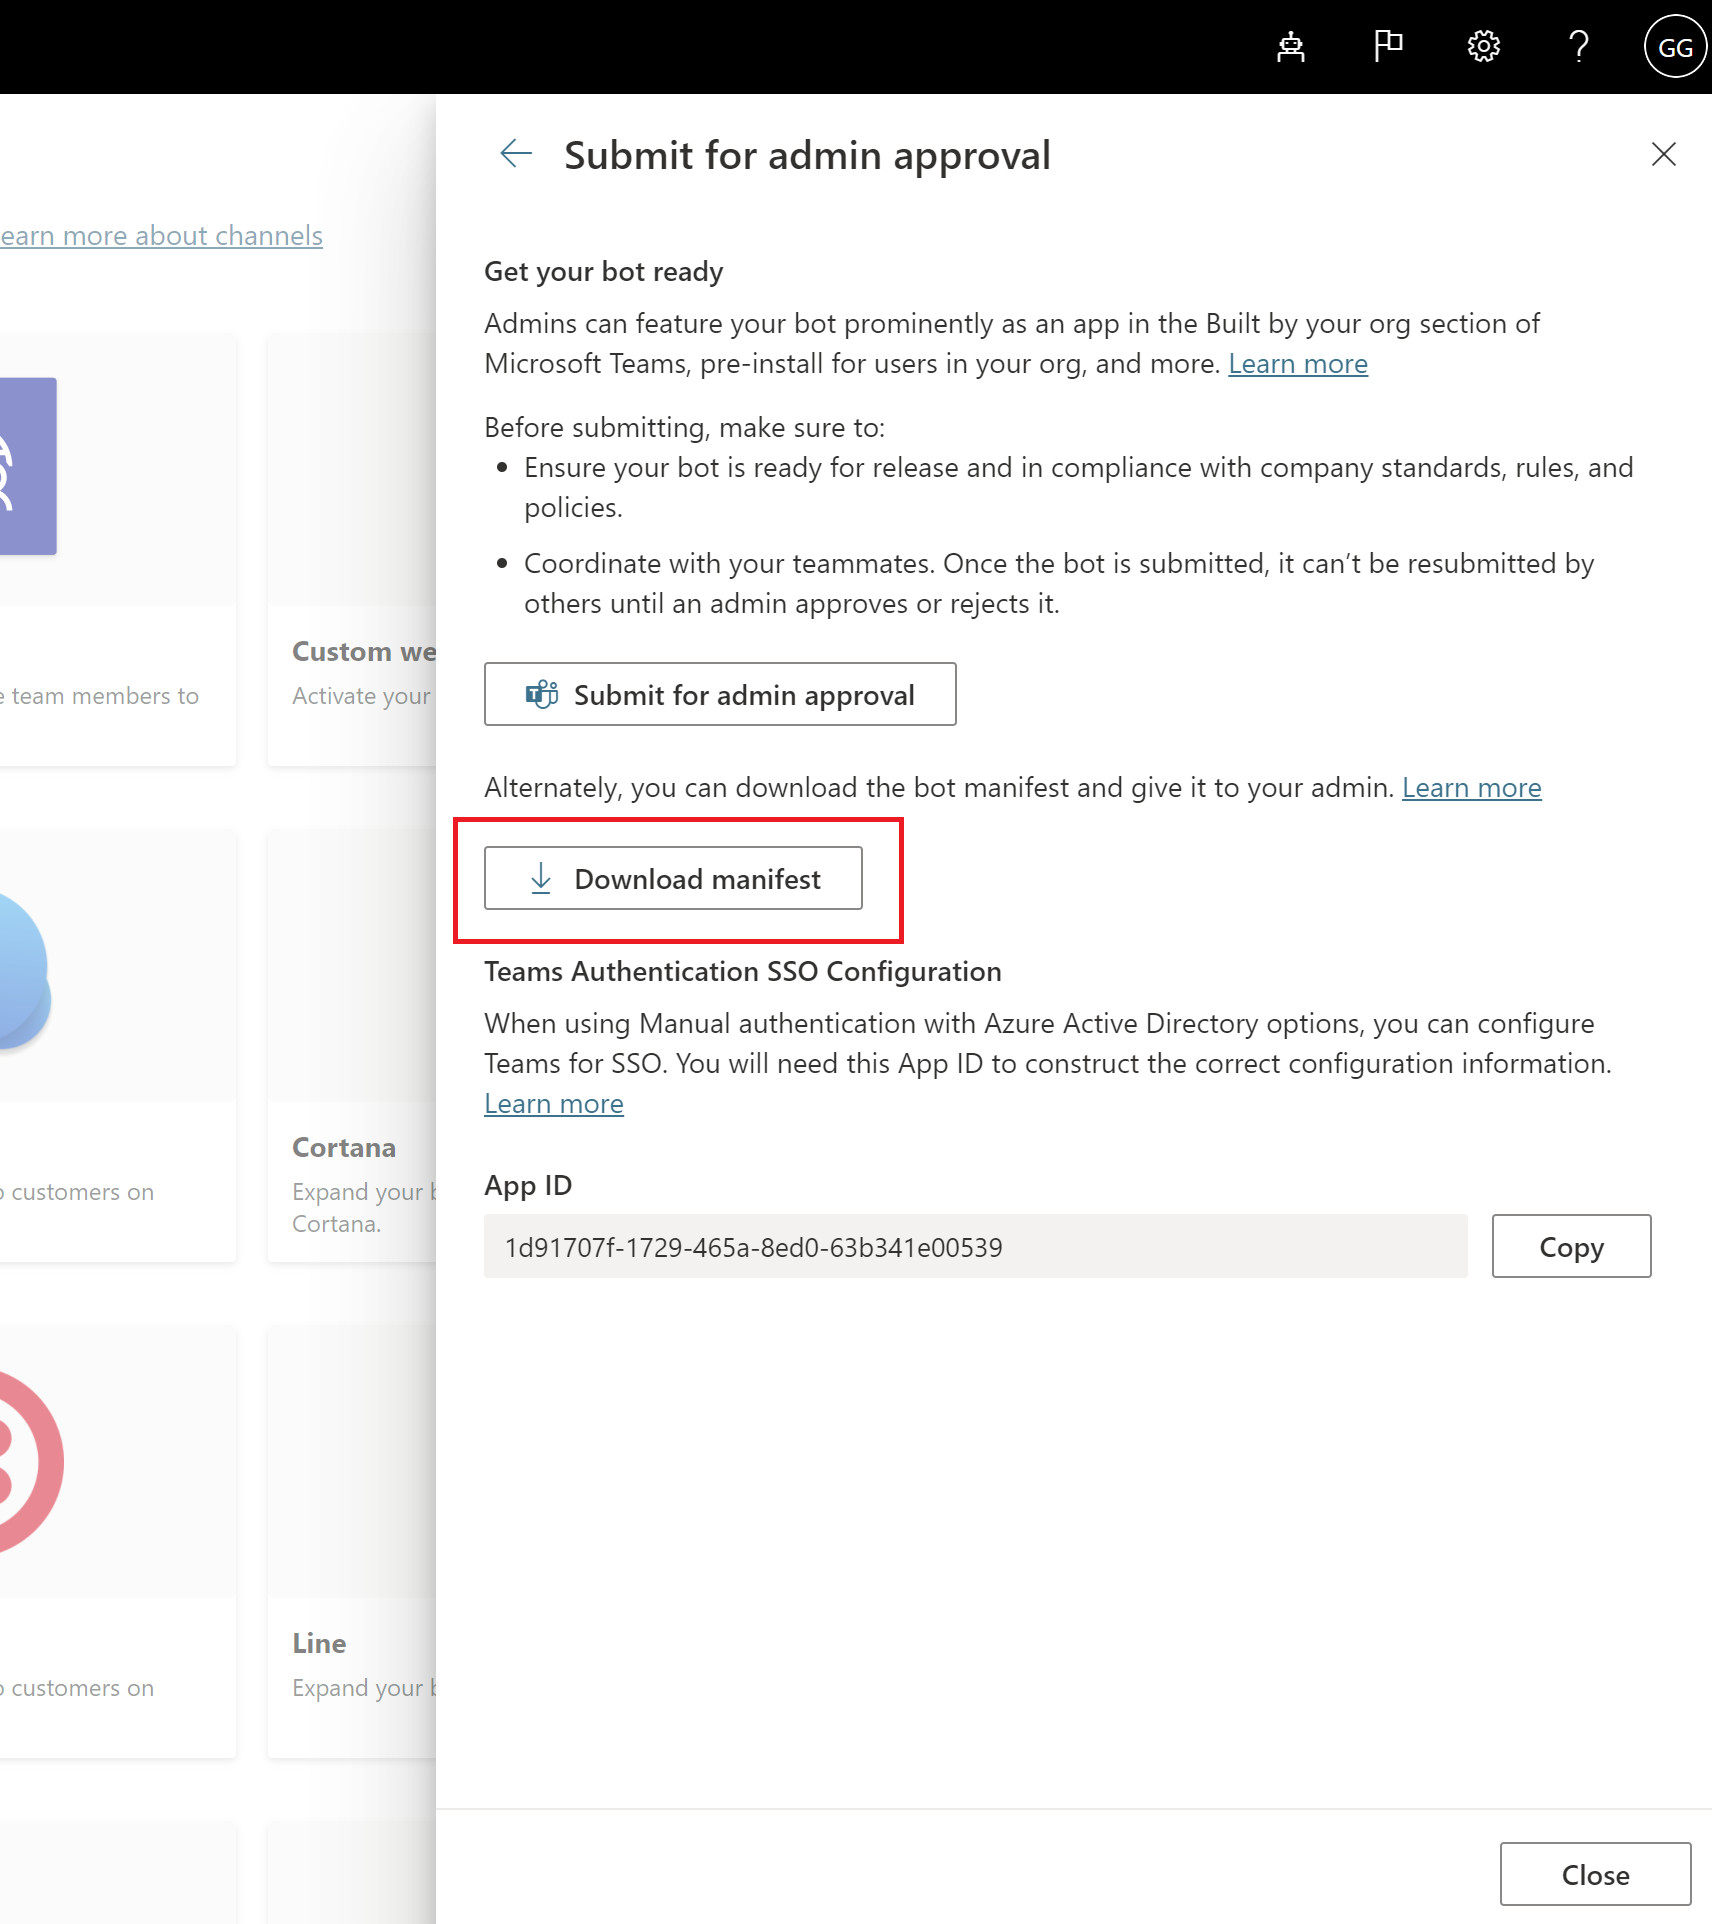 GG
Submit for admin approval
earn more about channels
Get your bot ready
Admins can feature your bot prominently as an app in the Built by your org section of
Microsoft Teams, pre-install for users in your org, and more. Learn more
Before submitting, make sure to:
Ensure your bot is ready for release and in compliance with company standards, rules, and
policies.
Coordinate with your teammates. Once the bot is submitted, it can’t be resubmitted by
others until an admin approves or rejects it.
Submit for admin approval
Alternately, you can download the bot manifest and give it to your admin. Learn more
Download manifest
Teams Authentication SSO Configuration
When using Manual authentication with Azure Active Directory options, you can configure
Teams for SSO. You will need this App ID to construct the correct configuration information.
Learn more
App ID
1d91707f-1729-465a-8ed0-63b341e00539
Copy
Close
team members to
Custom we
Activate your
customers on
Cortana
Expand your
Cortana.
customers on
Line
Expand your